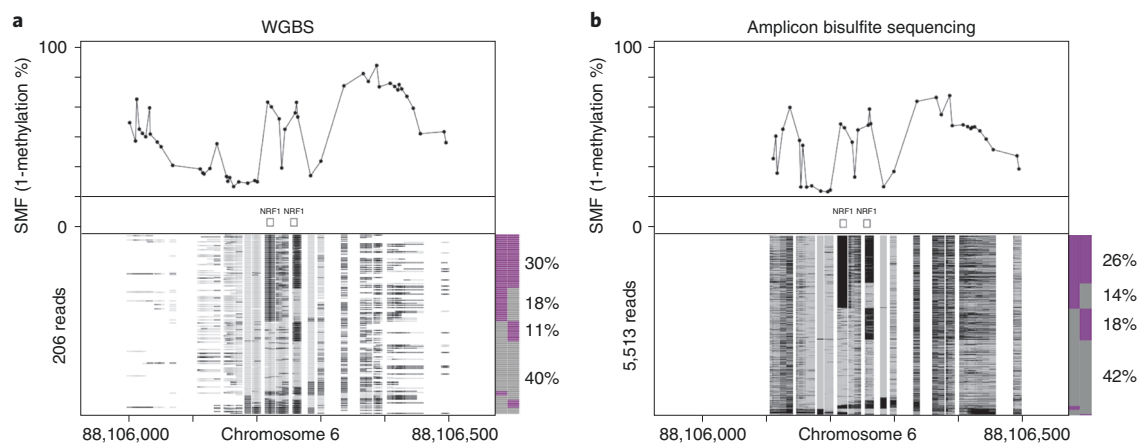 a
WGBS
100
SMF (1-methylation %)
0
NRF1 NRF1
206 reads
30%
18%
11%
40%
88,106,000 Chromosome 6 88,106,500
b
Amplicon bisulfite sequencing
100
SMF (1-methylation %)
0
NRF1 NRF1
5,513 reads
26%
14%
18%
42%
88,106,000 Chromosome 6 88,106,500